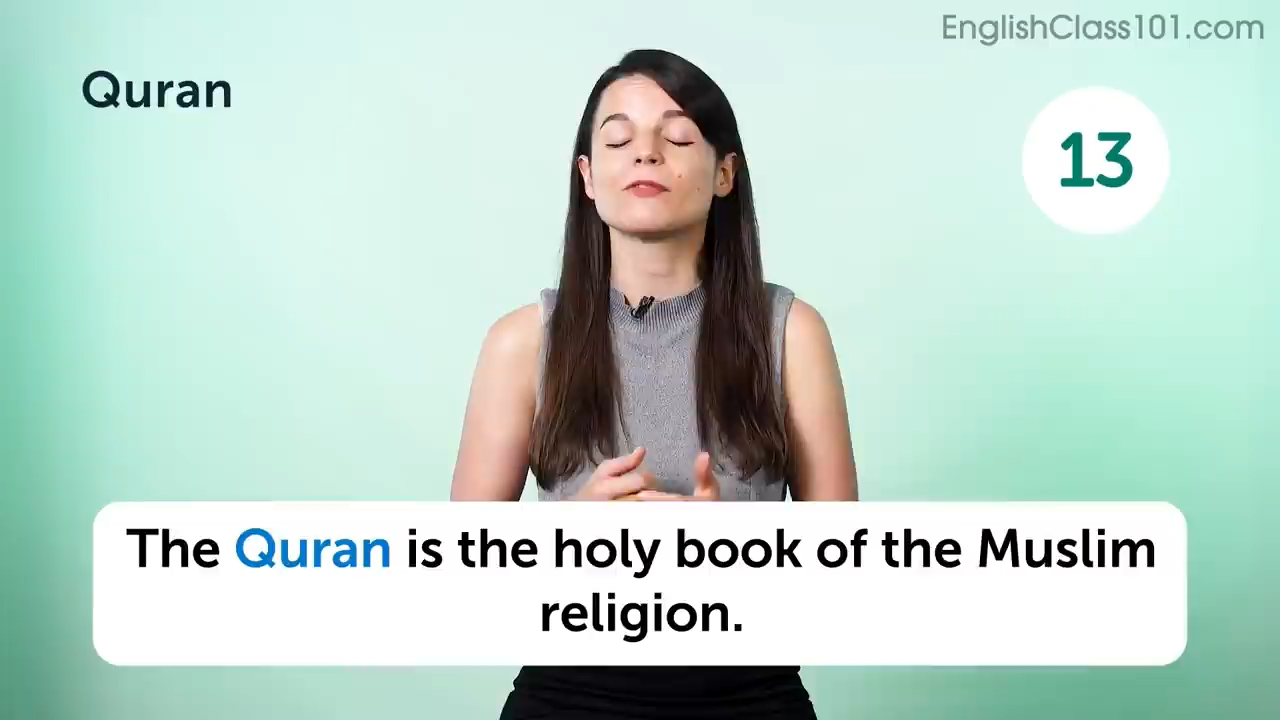 EnglishClass101.com
Quran
13
The Quran is the holy book of the Muslim
religion.